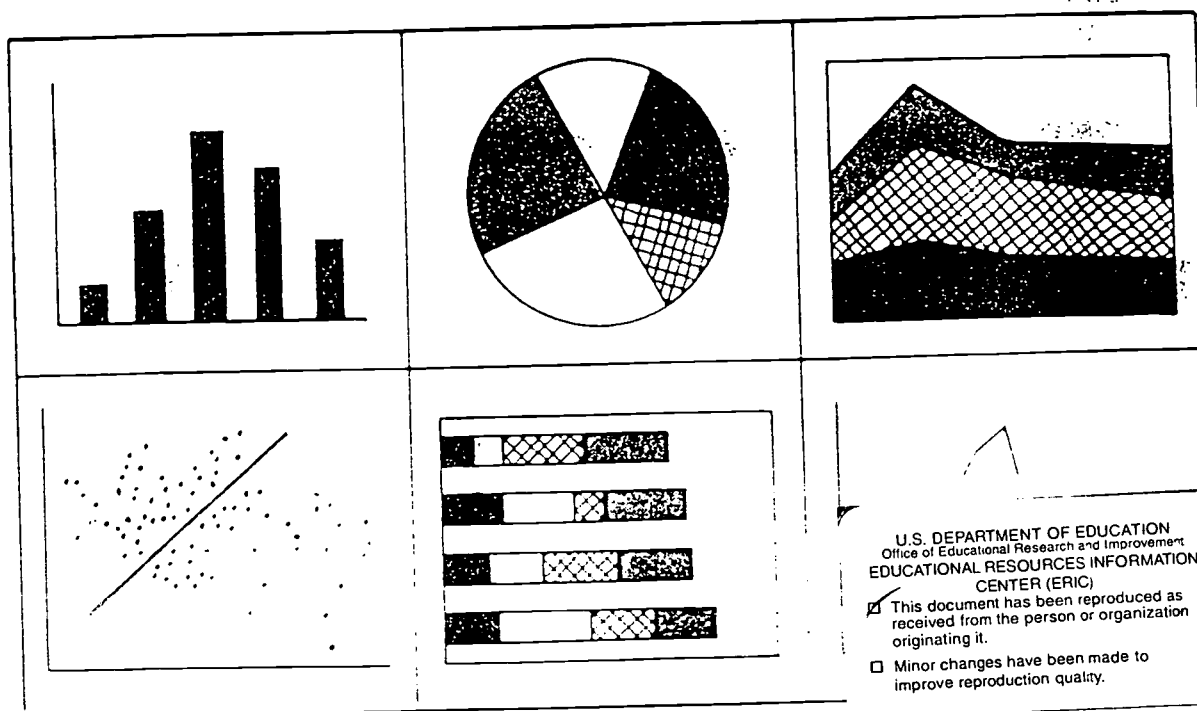 U.S. DEPARTMENT OF EDUCATION
Office of Educational Research and Improvement
EDUCATIONAL RESOURCES INFORMATION
CENTER (ERIC)
☑ This document has been reproduced as
received from the person or organization
originating it.
☐ Minor changes have been made to
improve reproduction quality.